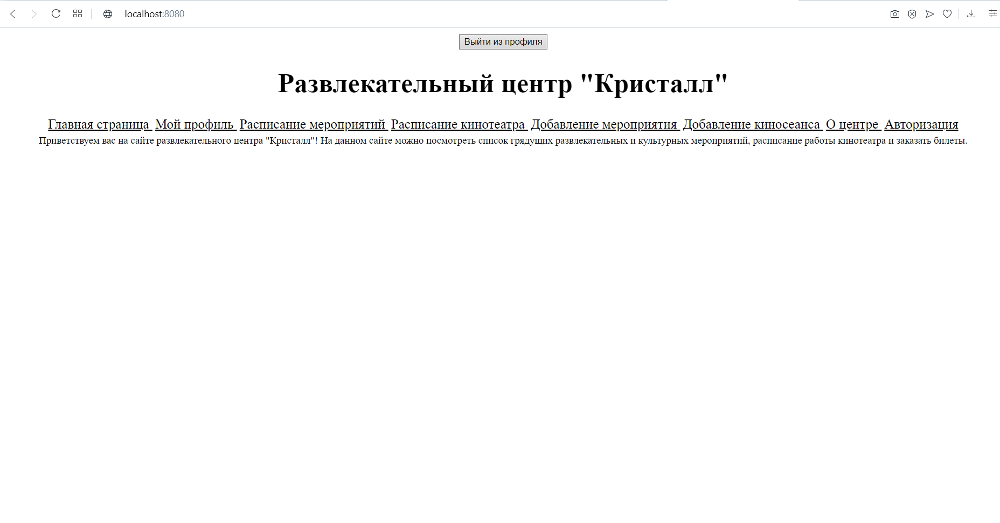 localhost:8080
Выйти из профиля
Развлекательный центр "Кристалл"
Главная страница Мой профиль Расписание мероприятий Расписание кинотеатра Добавление мероприятия Добавление киносеанса О центре Авторизация
Приветствуем вас на сайте развлекательного центра "Кристалл"! На данном сайте можно посмотреть список грядущих развлекательных и культурных мероприятий, расписание работы кинотеатра и заказать билеты.